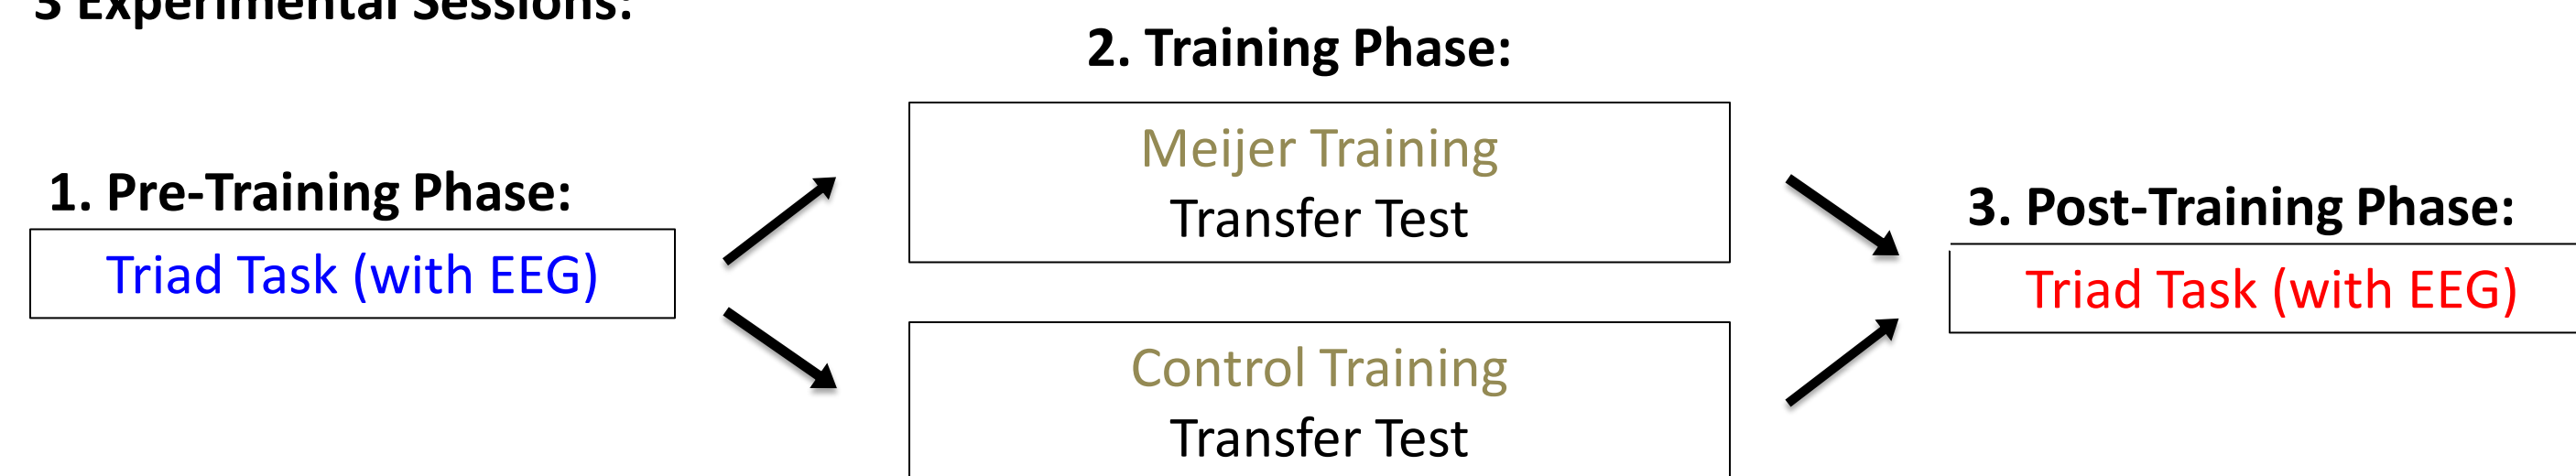 3 Experimental Sessions:
1. Pre-Training Phase:
Triad Task (with EEG)
2. Training Phase:
Meijer Training
Transfer Test
Control Training
Transfer Test
3. Post-Training Phase:
Triad Task (with EEG)